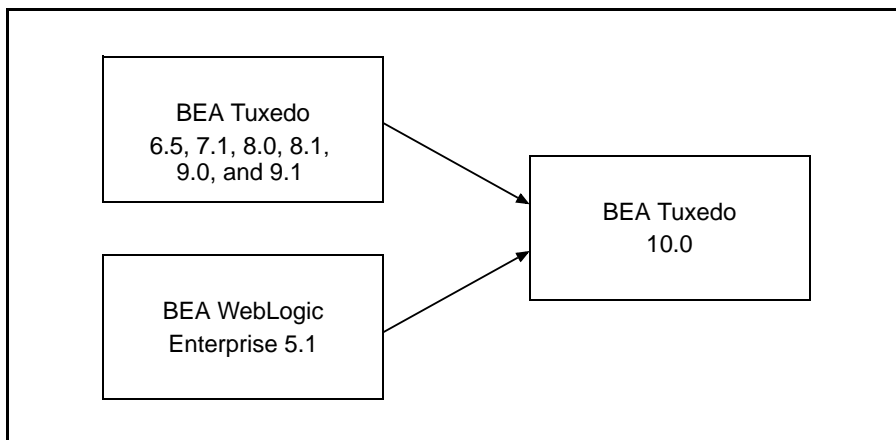 BEA Tuxedo
6.5, 7.1, 8.0, 8.1,
9.0, and 9.1
BEA Tuxedo
10.0
BEA WebLogic
Enterprise 5.1